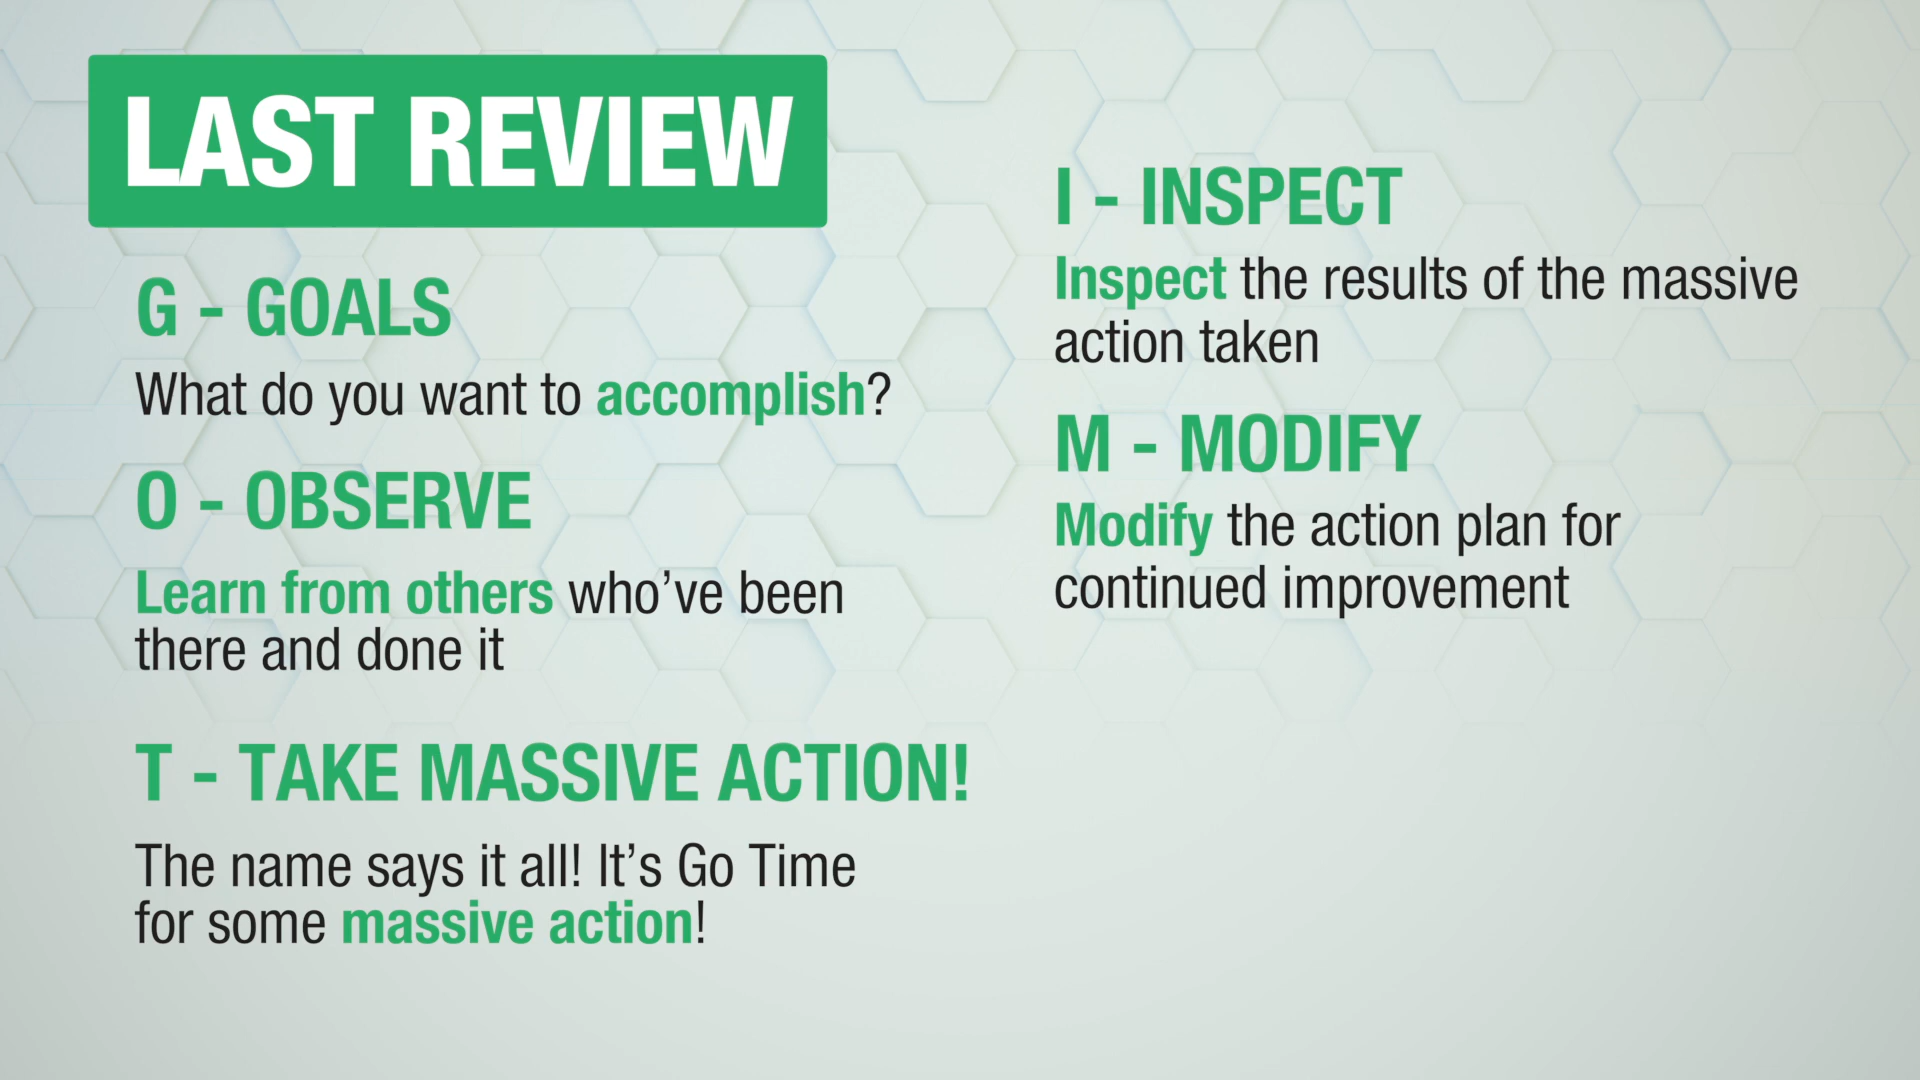 LAST REVIEW
G - GOALS
What do you want to accomplish?
O - OBSERVE
Learn from others who’ve been
there and done it
T - TAKE MASSIVE ACTION!
The name says it all! It’s Go Time
for some massive action!
I - INSPECT
Inspect the results of the massive
action taken
M - MODIFY
Modify the action plan for
continued improvement